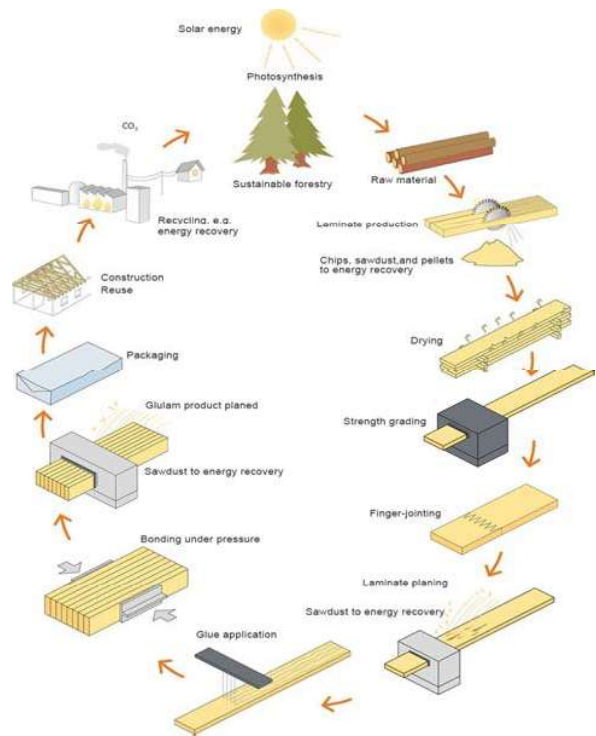 Solar energy
Photosynthesis
Sustainable forestry
Raw material
Laminate production
Chips, sawdust,and pellets
to energy recovery
Drying
Strength grading
Finger-jointing
Laminate planing
Sawdust to energy recovery
Glue application
Bonding under pressure
Glulam product planed
Sawdust to energy recovery
Packaging
Construction
Reuse
Recycling, e.g.
energy recovery
CO₂